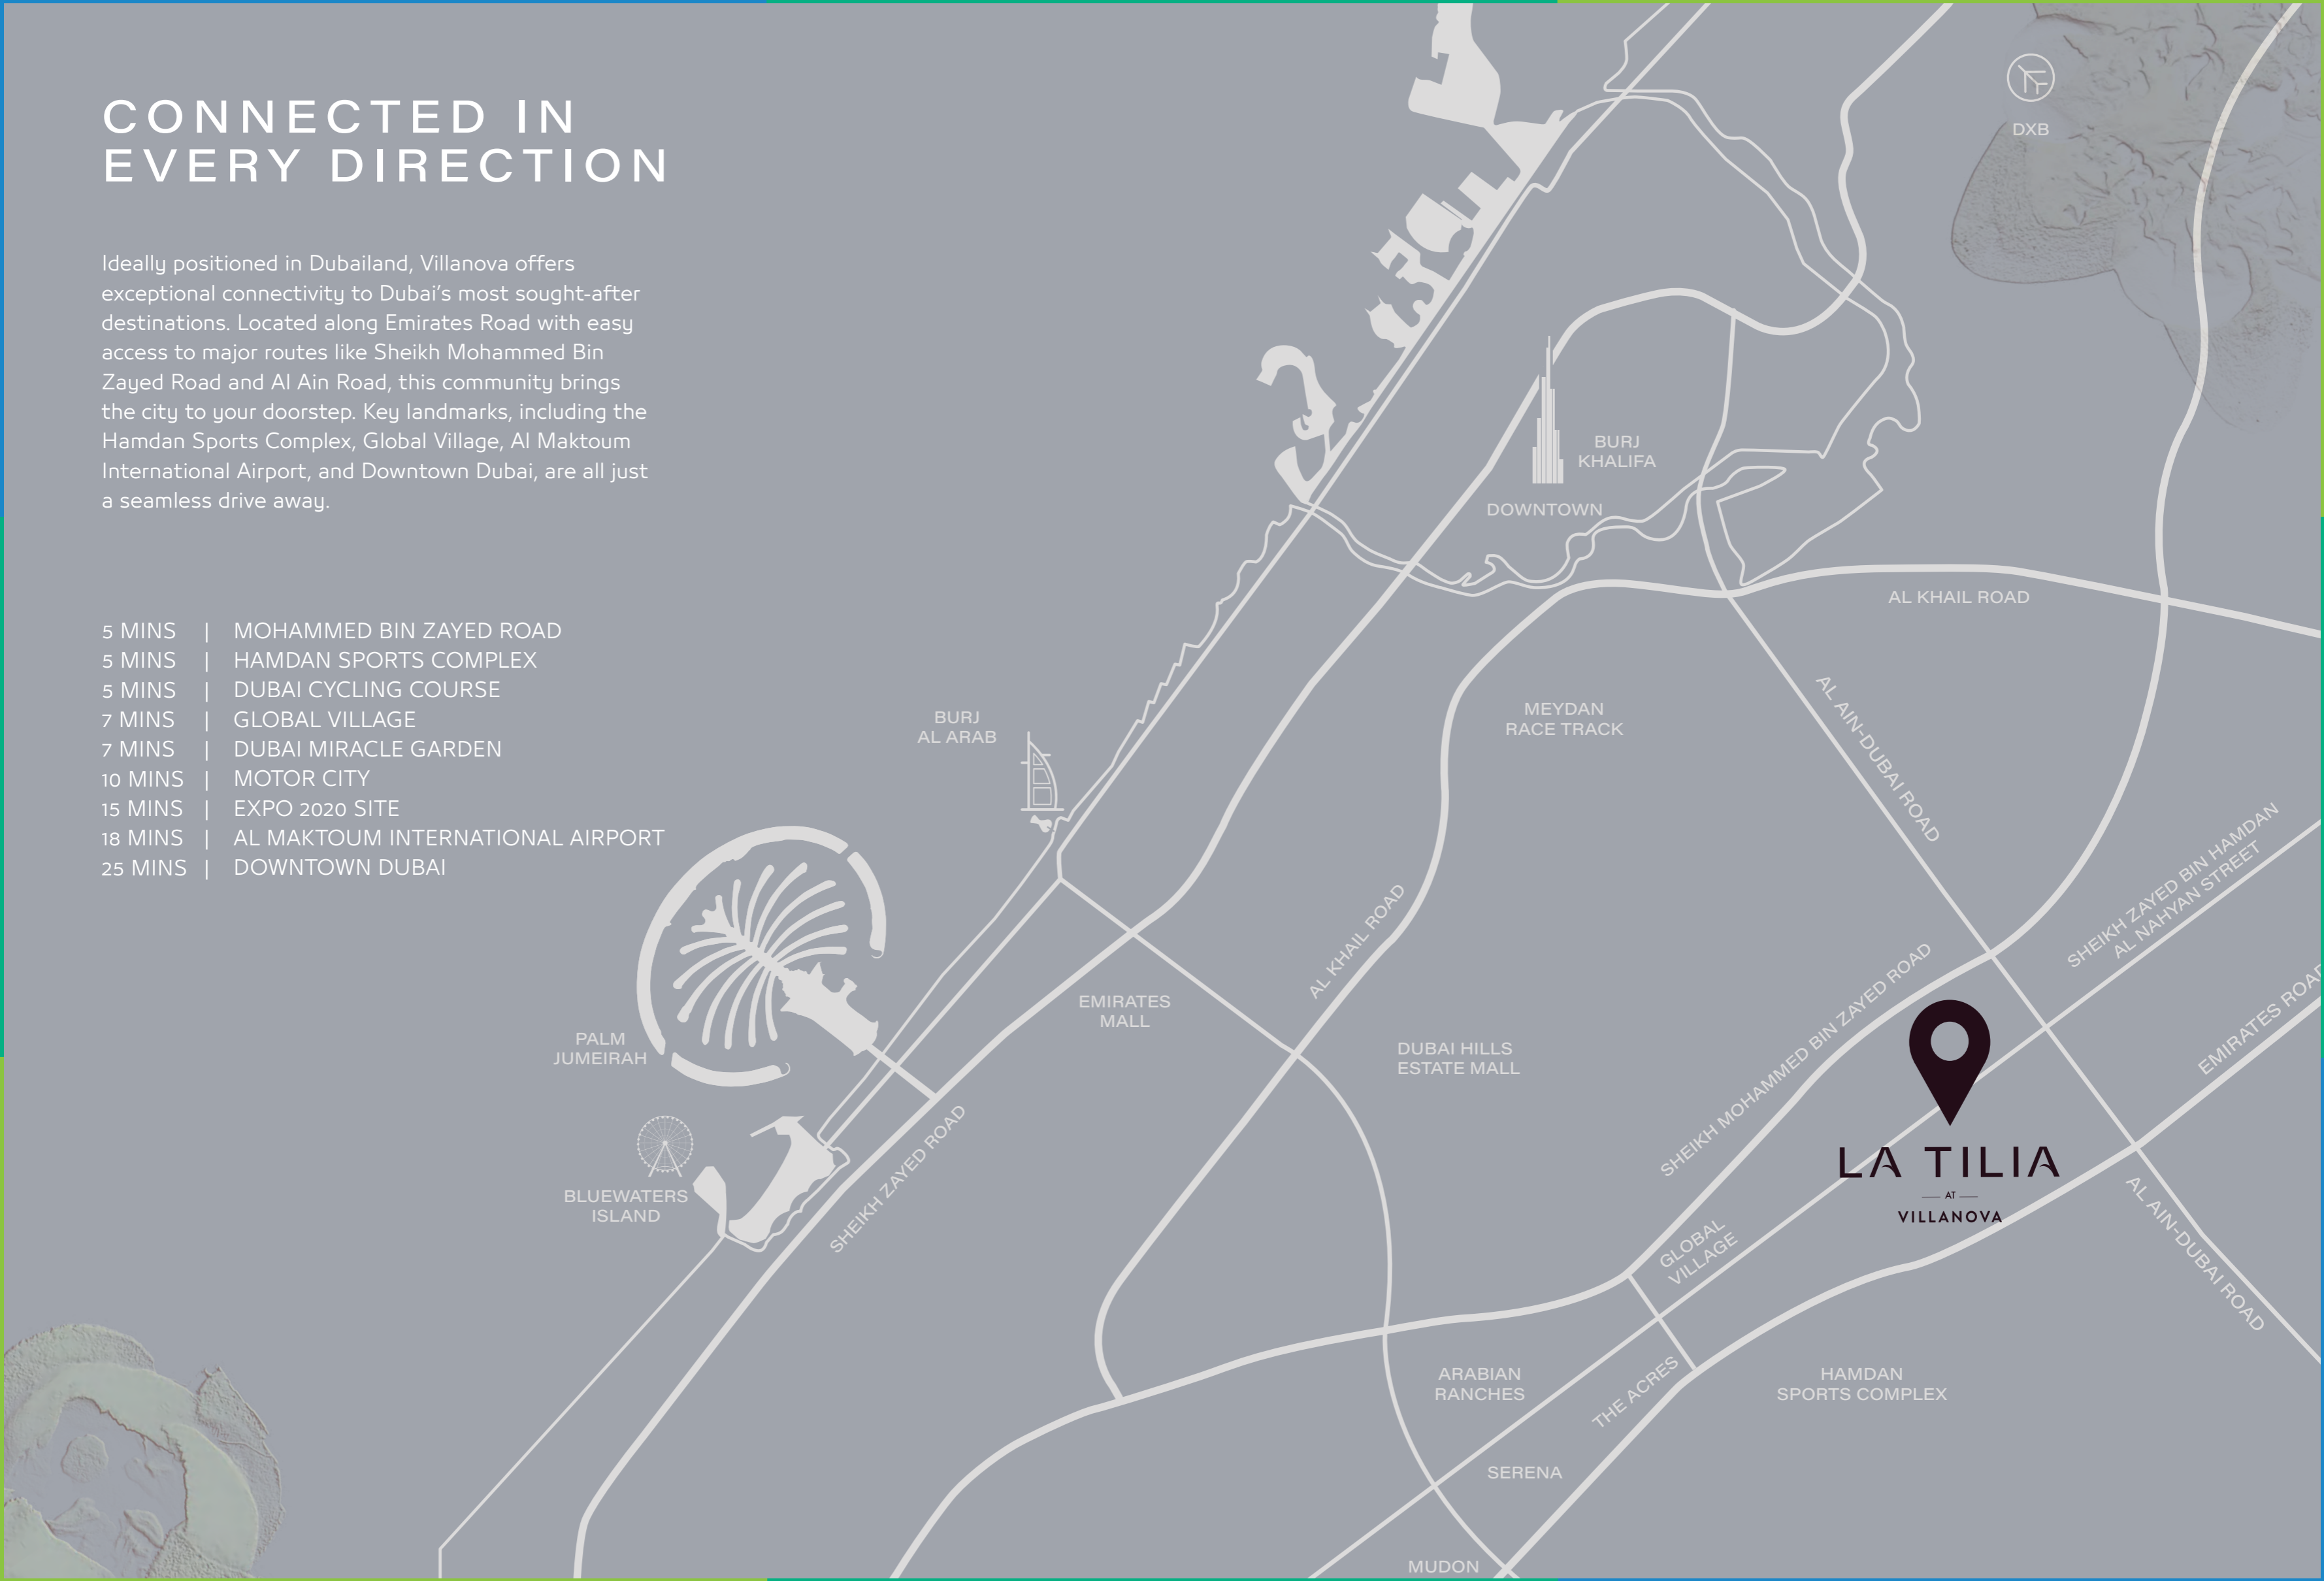 CONNECTED IN
EVERY DIRECTION
Ideally positioned in Dubailand, Villanova offers
exceptional connectivity to Dubai’s most sought-after
destinations. Located along Emirates Road with easy
access to major routes like Sheikh Mohammed Bin
Zayed Road and Al Ain Road, this community brings
the city to your doorstep. Key landmarks, including the
Hamdan Sports Complex, Global Village, Al Maktoum
International Airport, and Downtown Dubai, are all just
a seamless drive away.
5 MINS | MOHAMMED BIN ZAYED ROAD
5 MINS | HAMDAN SPORTS COMPLEX
5 MINS | DUBAI CYCLING COURSE
7 MINS | GLOBAL VILLAGE
7 MINS | DUBAI MIRACLE GARDEN
10 MINS | MOTOR CITY
15 MINS | EXPO 2020 SITE
18 MINS | AL MAKTOUM INTERNATIONAL AIRPORT
25 MINS | DOWNTOWN DUBAI
DXB
BURJ
KHALIFA
DOWNTOWN
AL KHAIL ROAD
MEYDAN
RACE TRACK
AL AIN-DUBAI ROAD
BURJ
AL ARAB
SHEIKH ZAYED BIN HAMDAN
AL NAHYAN STREET
AL KHAIL ROAD
EMIRATES
MALL
SHEIKH MOHAMMED BIN ZAYED ROAD
EMIRATES ROAD
PALM
JUMEIRAH
DUBAI HILLS
ESTATE MALL
LA TILIA
AT
VILLANOVA
BLUEWATERS
ISLAND
SHEIKH ZAYED ROAD
GLOBAL
VILLAGE
AL AIN-DUBAI ROAD
ARABIAN
RANCHES
THE ACRES
HAMDAN
SPORTS COMPLEX
SERENA
MUDON